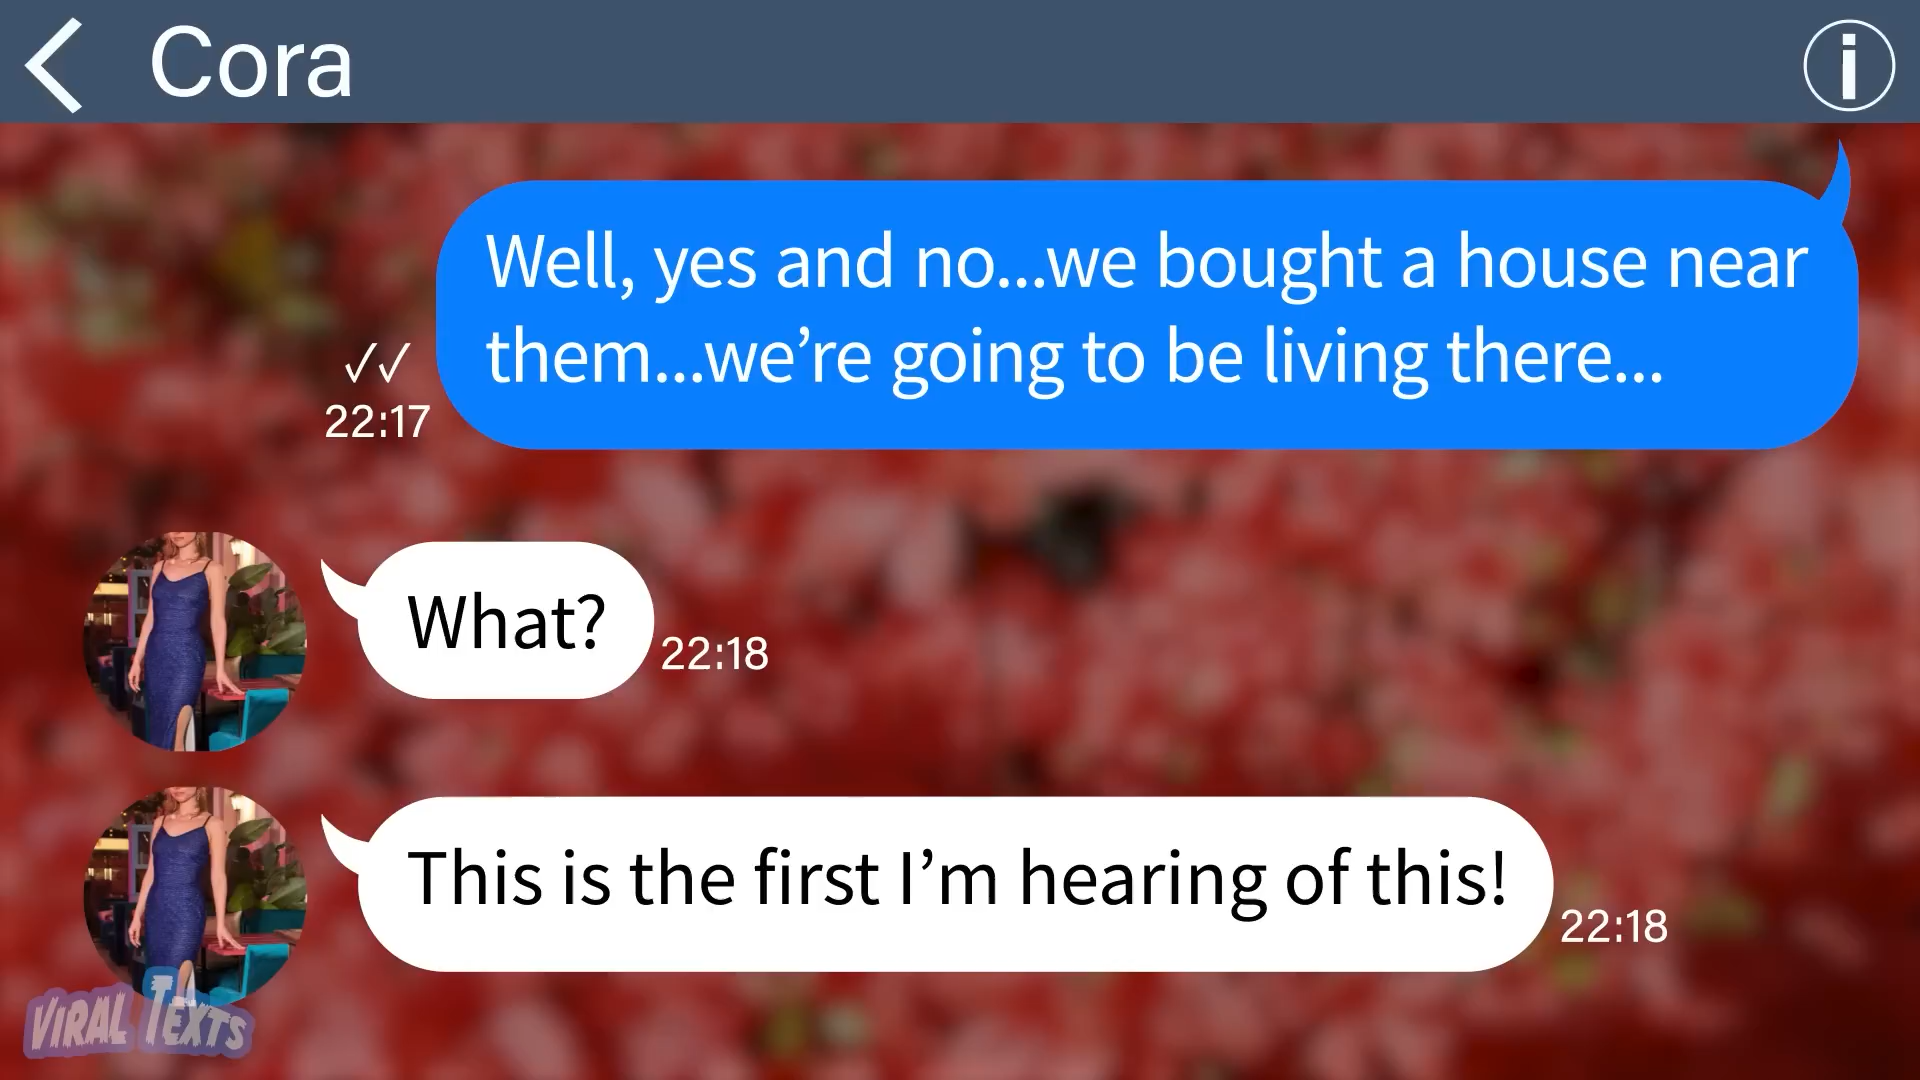 Cora
i
Well, yes and no...we bought a house near
them...we’re going to be living there...
✓✓
22:17
What?
22:18
This is the first I’m hearing of this!
22:18
VIRAL TEXTS